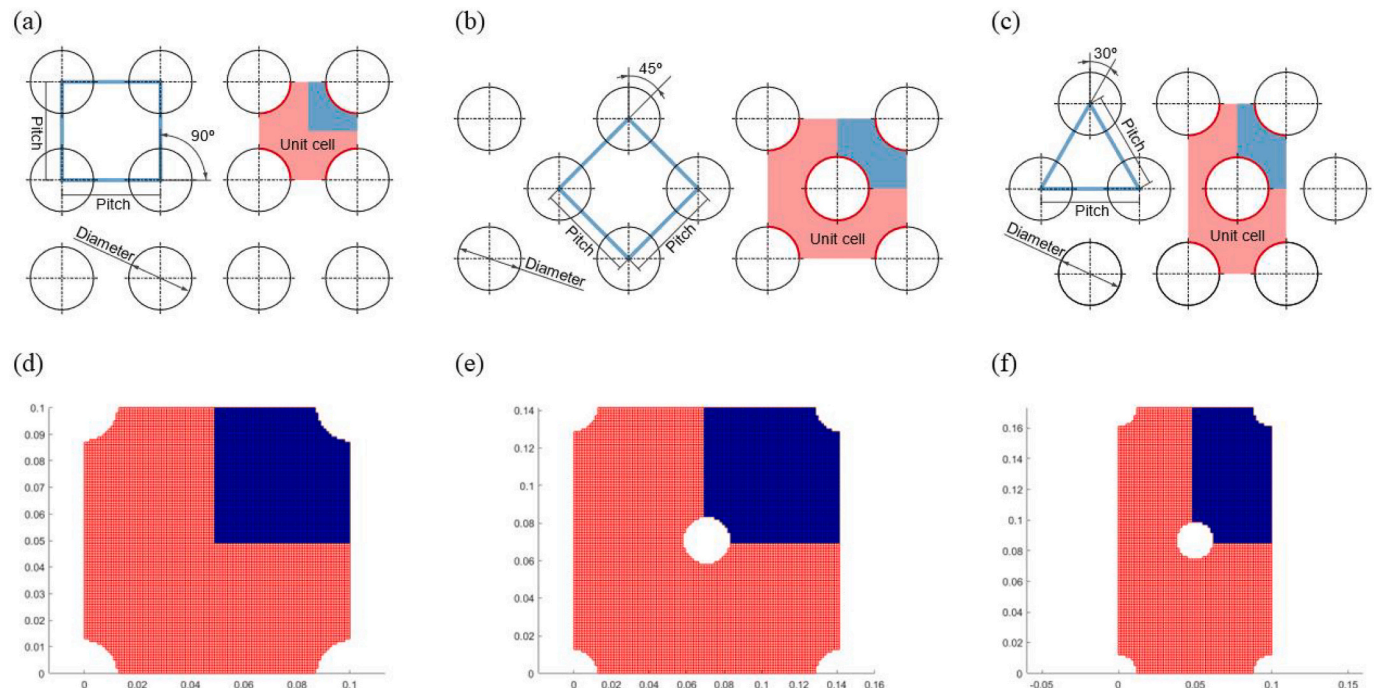 (a)
(b)
(c)
Pitch
Pitch
90º
Unit cell
Diameter
45º
Pitch
Pitch
Diameter
Unit cell
30º
Pitch
Pitch
Diameter
Unit cell
(d)
(e)
(f)
0.1
0.09
0.08
0.07
0.06
0.05
0.04
0.03
0.02
0.01
0
0 0.02 0.04 0.06 0.08 0.1
0.14
0.12
0.1
0.08
0.06
0.04
0.02
0
0 0.02 0.04 0.06 0.08 0.1 0.12 0.14 0.16
0.16
0.14
0.12
0.1
0.08
0.06
0.04
0.02
0
-0.05 0 0.05 0.1 0.15